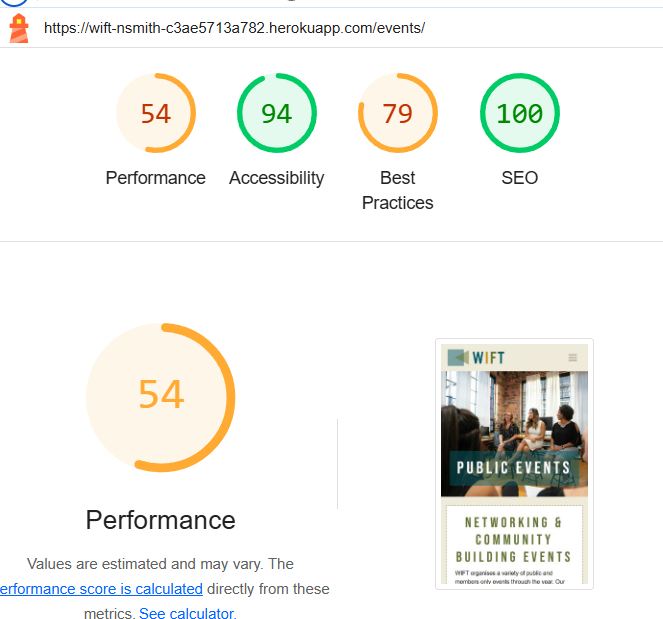 https://wift-nsmith-c3ae5713a782.herokuapp.com/events/
54
94
79
100
Performance
Accessibility
Best
Practices
SEO
54
Performance
Values are estimated and may vary. The
erformance score is calculated directly from these
metrics. See calculator.
WIFT
PUBLIC EVENTS
NETWORKING &
COMMUNITY
BUILDING EVENTS
WIFT organises a variety of public and
members only events through the year. Our